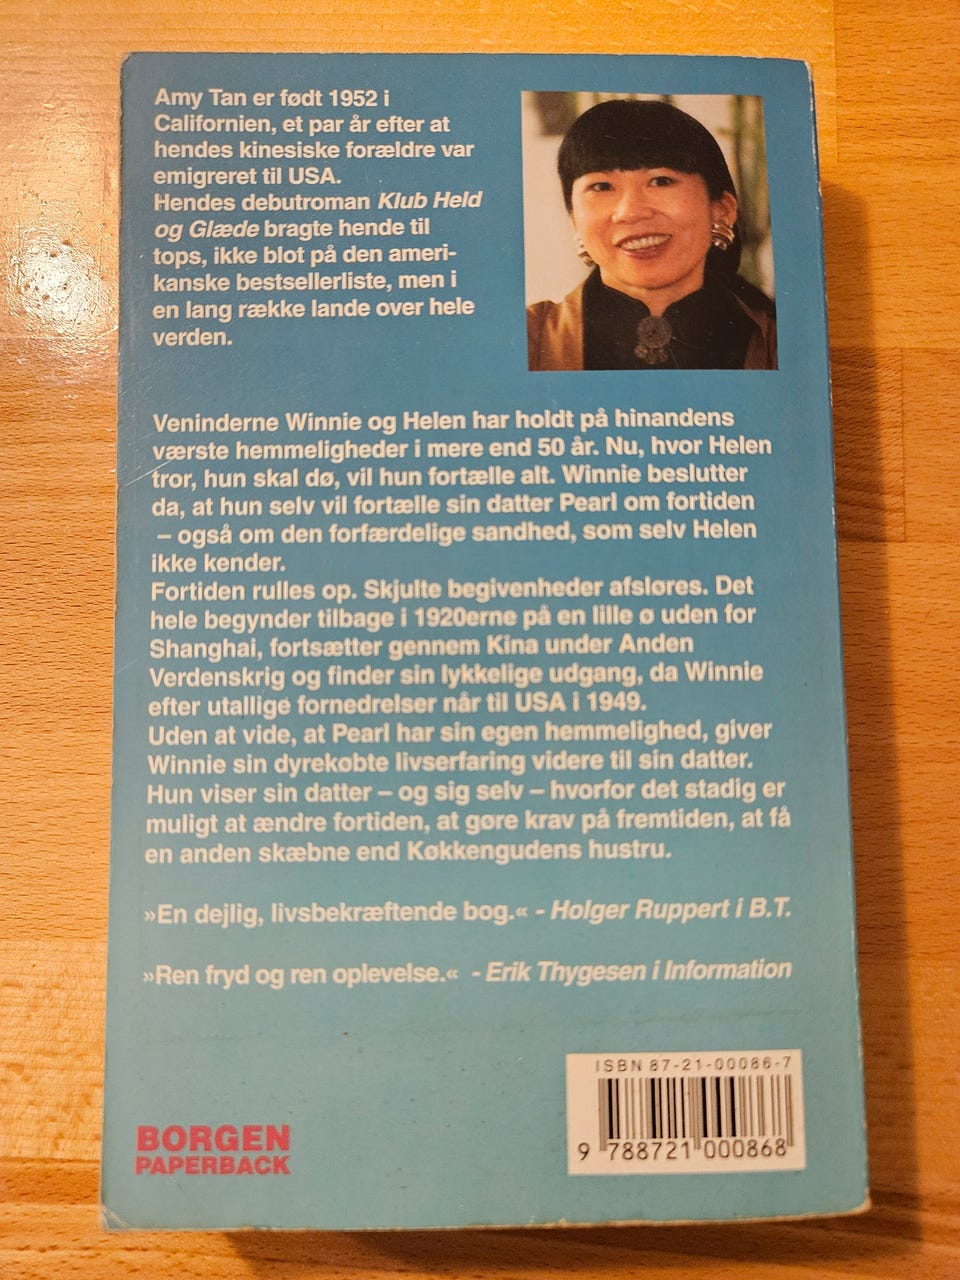 Amy Tan er født 1952 i
Californien, et par år efter at
hendes kinesiske forældre var
emigreret til USA.
Hendes debutroman Klub Held
og Glæde bragte hende til
tops, ikke blot på den ameri-
kanske bestsellerliste, men i
en lang række lande over hele
verden.
Veninderne Winnie og Helen har holdt på hinandens
værste hemmeligheder i mere end 50 år. Nu, hvor Helen
tror, hun skal dø, vil hun fortælle alt. Winnie beslutter
da, at hun selv vil fortælle sin datter Pearl om fortiden
– også om den forfærdelige sandhed, som selv Helen
ikke kender.
Fortiden rulles op. Skjulte begivenheder afsløres. Det
hele begynder tilbage i 1920erne på en lille ø uden for
Shanghai, fortsætter gennem Kina under Anden
Verdenskrig og finder sin lykkelige udgang, da Winnie
efter utallige fornedrelser når til USA i 1949.
Uden at vide, at Pearl har sin egen hemmelighed, giver
Winnie sin dyrekøbte livserfaring videre til sin datter.
Hun viser sin datter – og sig selv – hvorfor det stadig er
muligt at ændre fortiden, at gøre krav på fremtiden, at få
en anden skæbne end Køkkengudens hustru.
»En dejlig, livsbekræftende bog.« - Holger Ruppert i B.T.
»Ren fryd og ren oplevelse.« - Erik Thygesen i Information
ISBN 87-21-00086-7
9 788721 000868
BORGEN
PAPERBACK